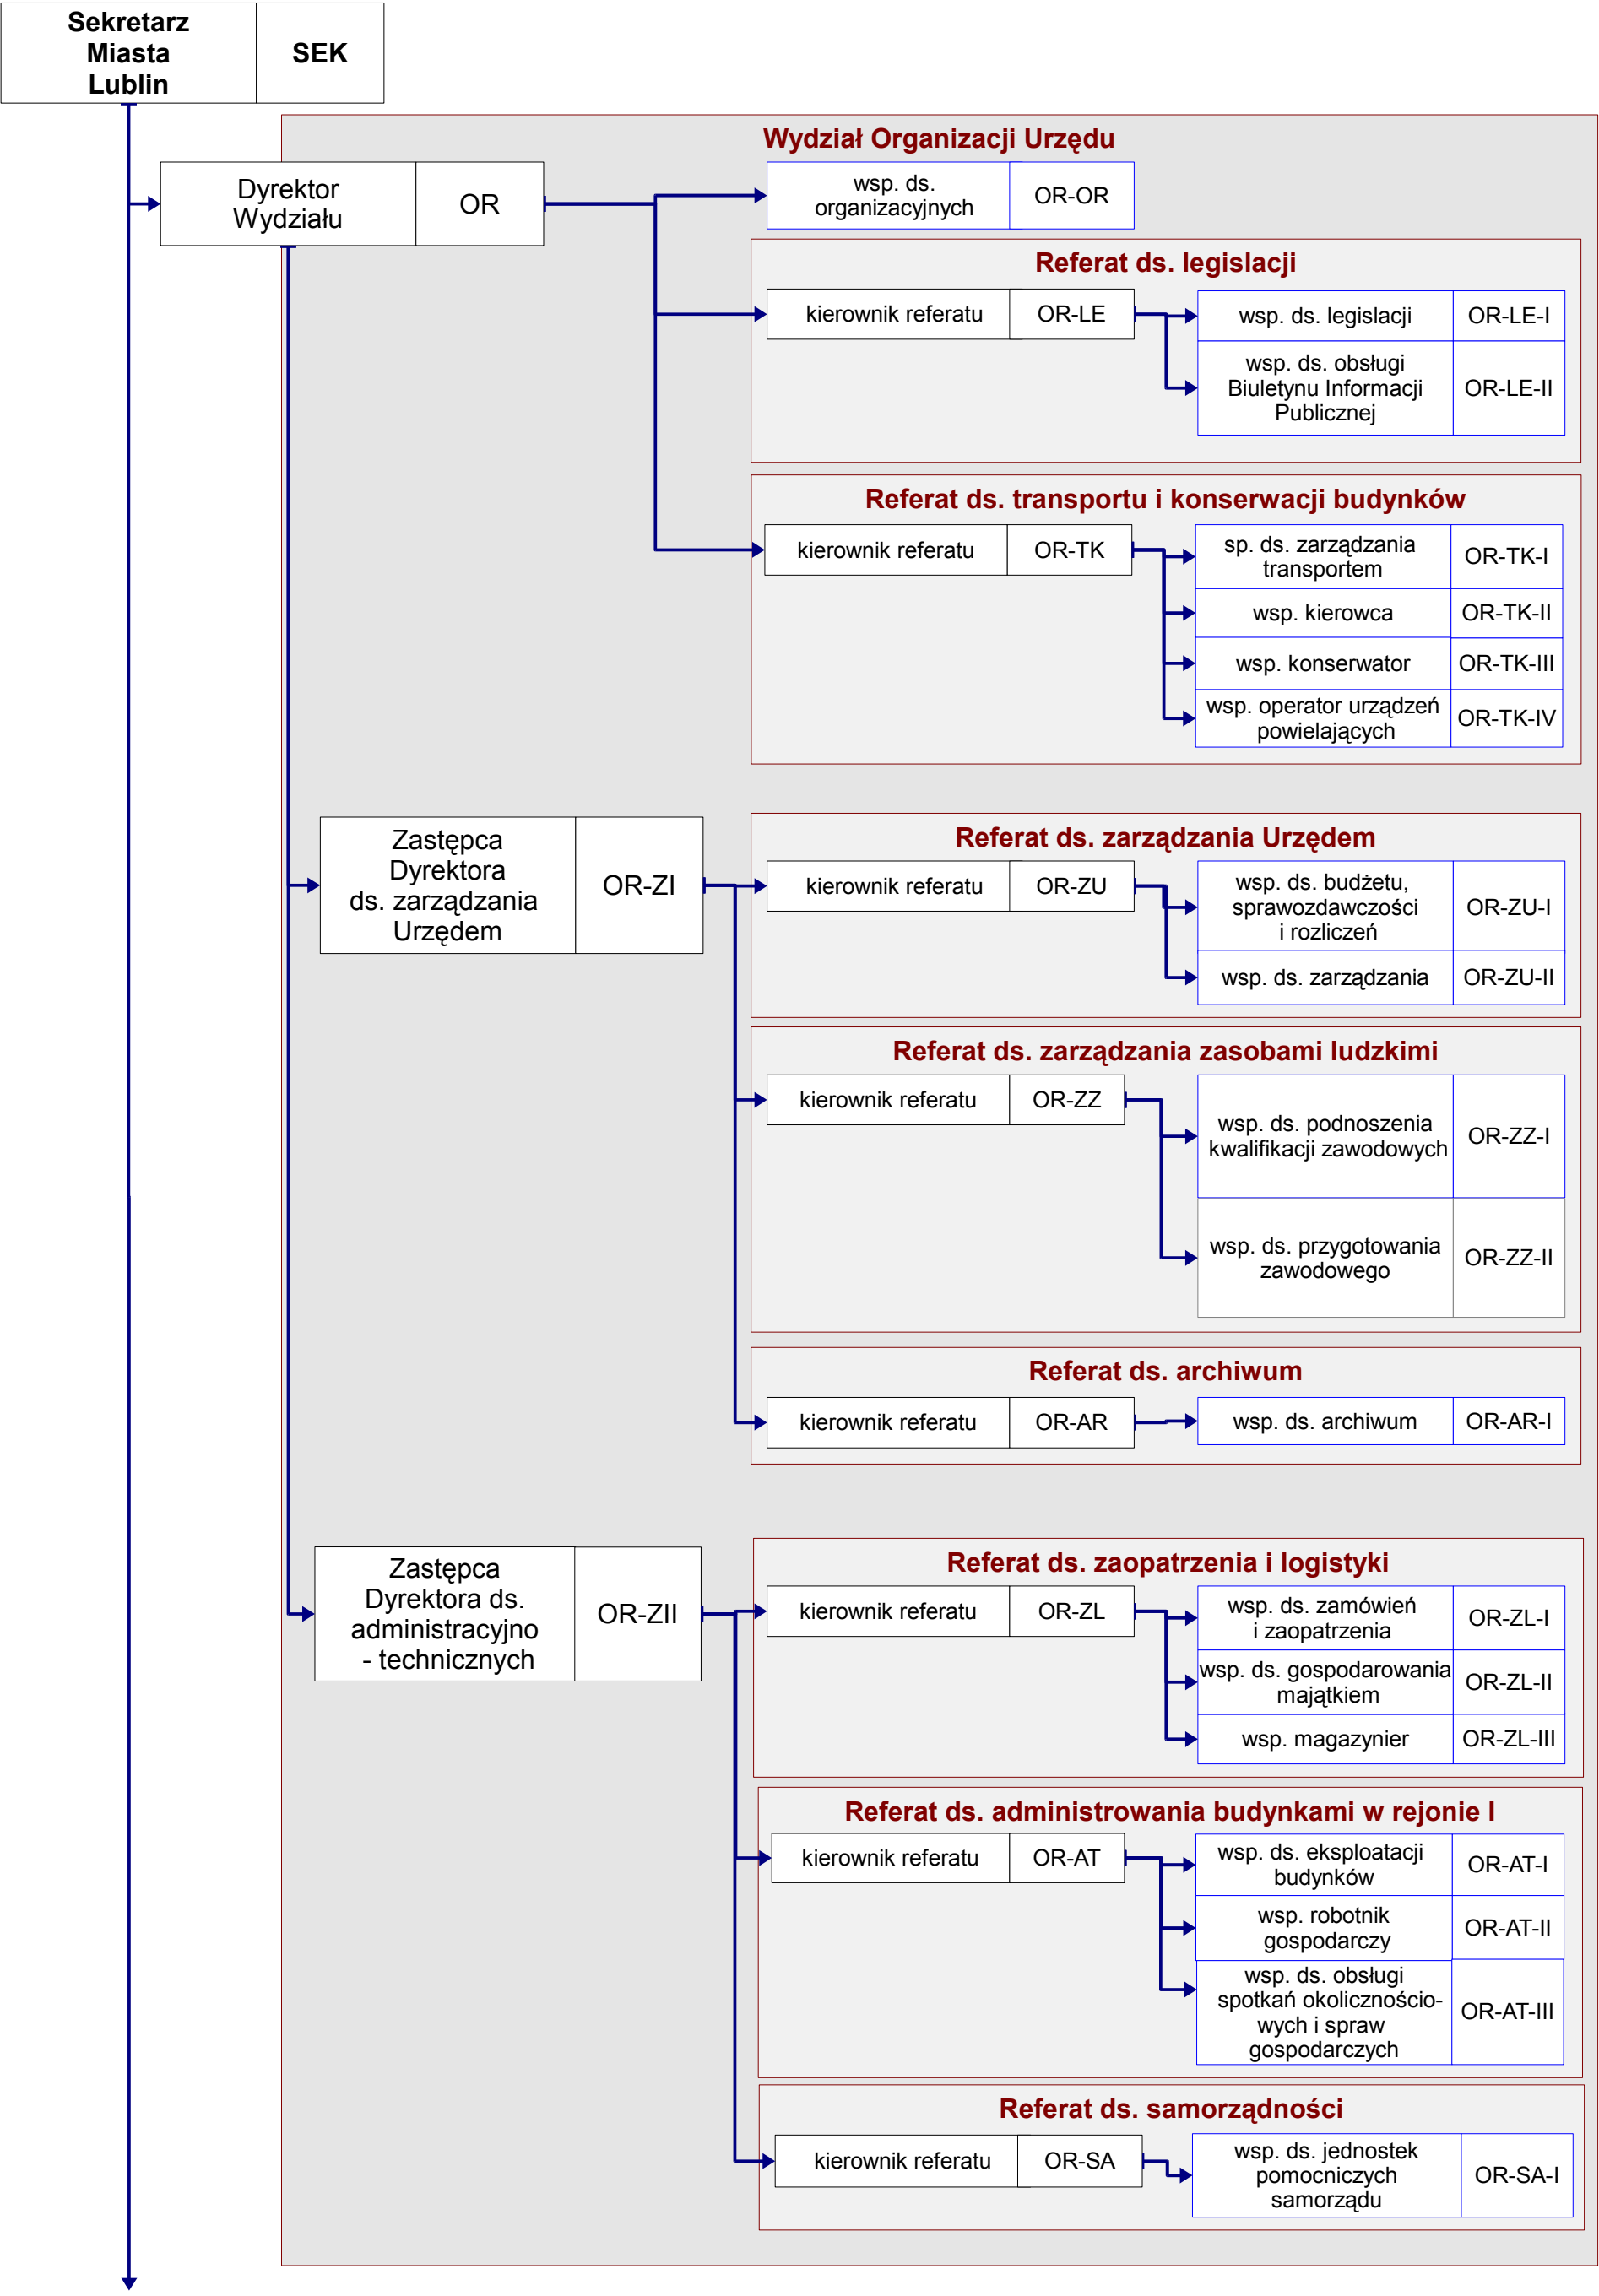 Sekretarz
Miasta
Lublin
SEK
Wydział Organizacji Urzędu
Dyrektor
Wydziału
OR
wsp. ds.
organizacyjnych
OR-OR
Referat ds. legislacji
kierownik referatu
OR-LE
wsp. ds. legislacji
OR-LE-I
wsp. ds. obsługi
Biuletynu Informacji
Publicznej
OR-LE-II
Referat ds. transportu i konserwacji budynków
kierownik referatu
OR-TK
sp. ds. zarządzania
transportem
OR-TK-I
wsp. kierowca
OR-TK-II
wsp. konserwator
OR-TK-III
wsp. operator urządzeń
powielających
OR-TK-IV
Zastępca
Dyrektora
ds. zarządzania
Urzędem
OR-ZI
Referat ds. zarządzania Urzędem
kierownik referatu
OR-ZU
wsp. ds. budżetu,
sprawozdawczości
i rozliczeń
OR-ZU-I
wsp. ds. zarządzania
OR-ZU-II
Referat ds. zarządzania zasobami ludzkimi
kierownik referatu
OR-ZZ
wsp. ds. podnoszenia
kwalifikacji zawodowych
OR-ZZ-I
wsp. ds. przygotowania
zawodowego
OR-ZZ-II
Referat ds. archiwum
kierownik referatu
OR-AR
wsp. ds. archiwum
OR-AR-I
Zastępca
Dyrektora ds.
administracyjno
- technicznych
OR-ZII
Referat ds. zaopatrzenia i logistyki
kierownik referatu
OR-ZL
wsp. ds. zamówień
i zaopatrzenia
OR-ZL-I
wsp. ds. gospodarowania
majątkiem
OR-ZL-II
wsp. magazynier
OR-ZL-III
Referat ds. administrowania budynkami w rejonie I
kierownik referatu
OR-AT
wsp. ds. eksploatacji
budynków
OR-AT-I
wsp. robotnik
gospodarczy
OR-AT-II
wsp. ds. obsługi
spotkań okolicznościo-
wych i spraw
gospodarczych
OR-AT-III
Referat ds. samorządności
kierownik referatu
OR-SA
wsp. ds. jednostek
pomocniczych
samorządu
OR-SA-I